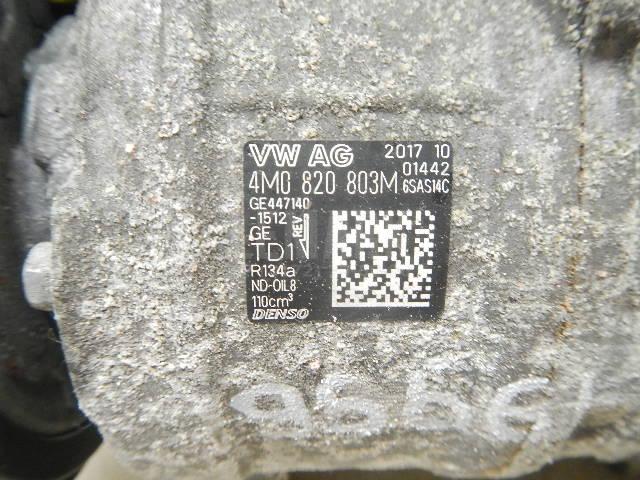 VW AG 2017 10
01442
4M0 820 803M 6SAS14C
GE447140
-1512
GE REV
TD1
R134a
ND-OIL8
110cm³
DENSO